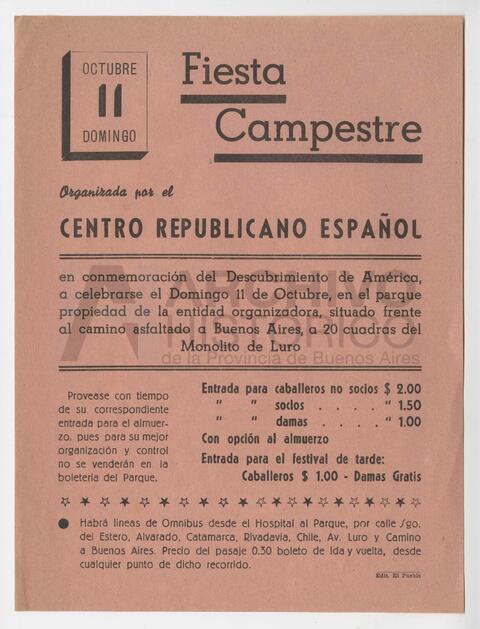 OCTUBRE
11
DOMINGO
Fiesta
Campestre
Organizada por el
CENTRO REPUBLICANO ESPAÑOL
en conmemoración del Descubrimiento de América,
a celebrarse el Domingo 11 de Octubre, en el parque
propiedad de la entidad organizadora, situado frente
al camino asfaltado a Buenos Aires, a 20 cuadras del
Monolito de Luro
ARCHIVO
HISTÓRICO
de la Provincia de Buenos Aires
Provease con tiempo
de su correspondiente
entrada para el almuer-
zo, pues para su mejor
organización y control
no se venderán en la
boletería del Parque.
Entrada para caballeros no socios $ 2.00
" " socios . . . . " 1.50
" " damas . . . . " 1.00
Con opción al almuerzo
Entrada para el festival de tarde:
Caballeros $ 1.00 - Damas Gratis
Habrá lineas de Omnibus desde el Hospital al Parque, por calle Sgo.
del Estero, Alvarado, Catamarca, Rivadavia, Chile, Av. Luro y Camino
a Buenos Aires. Precio del pasaje 0.30 boleto de ida y vuelta, desde
cualquier punto de dicho recorrido.
Edit. El Pueblo